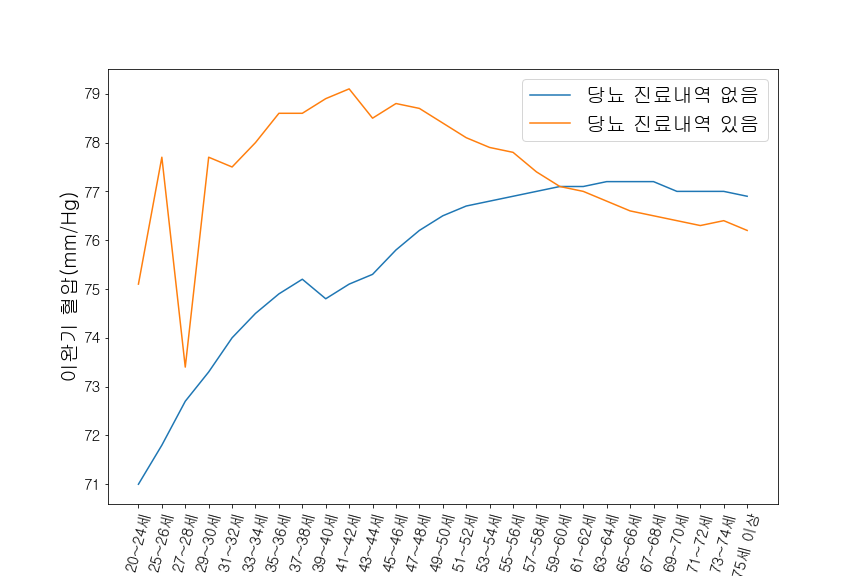 당뇨 진료내역 없음
당뇨 진료내역 있음
이완기 혈압(mm/Hg)
79
78
77
76
75
74
73
72
71
20~24세
25~26세
27~28세
29~30세
31~32세
33~34세
35~36세
37~38세
39~40세
41~42세
43~44세
45~46세
47~48세
49~50세
51~52세
53~54세
55~56세
57~58세
59~60세
61~62세
63~64세
65~66세
67~68세
69~70세
71~72세
73~74세
75세 이상